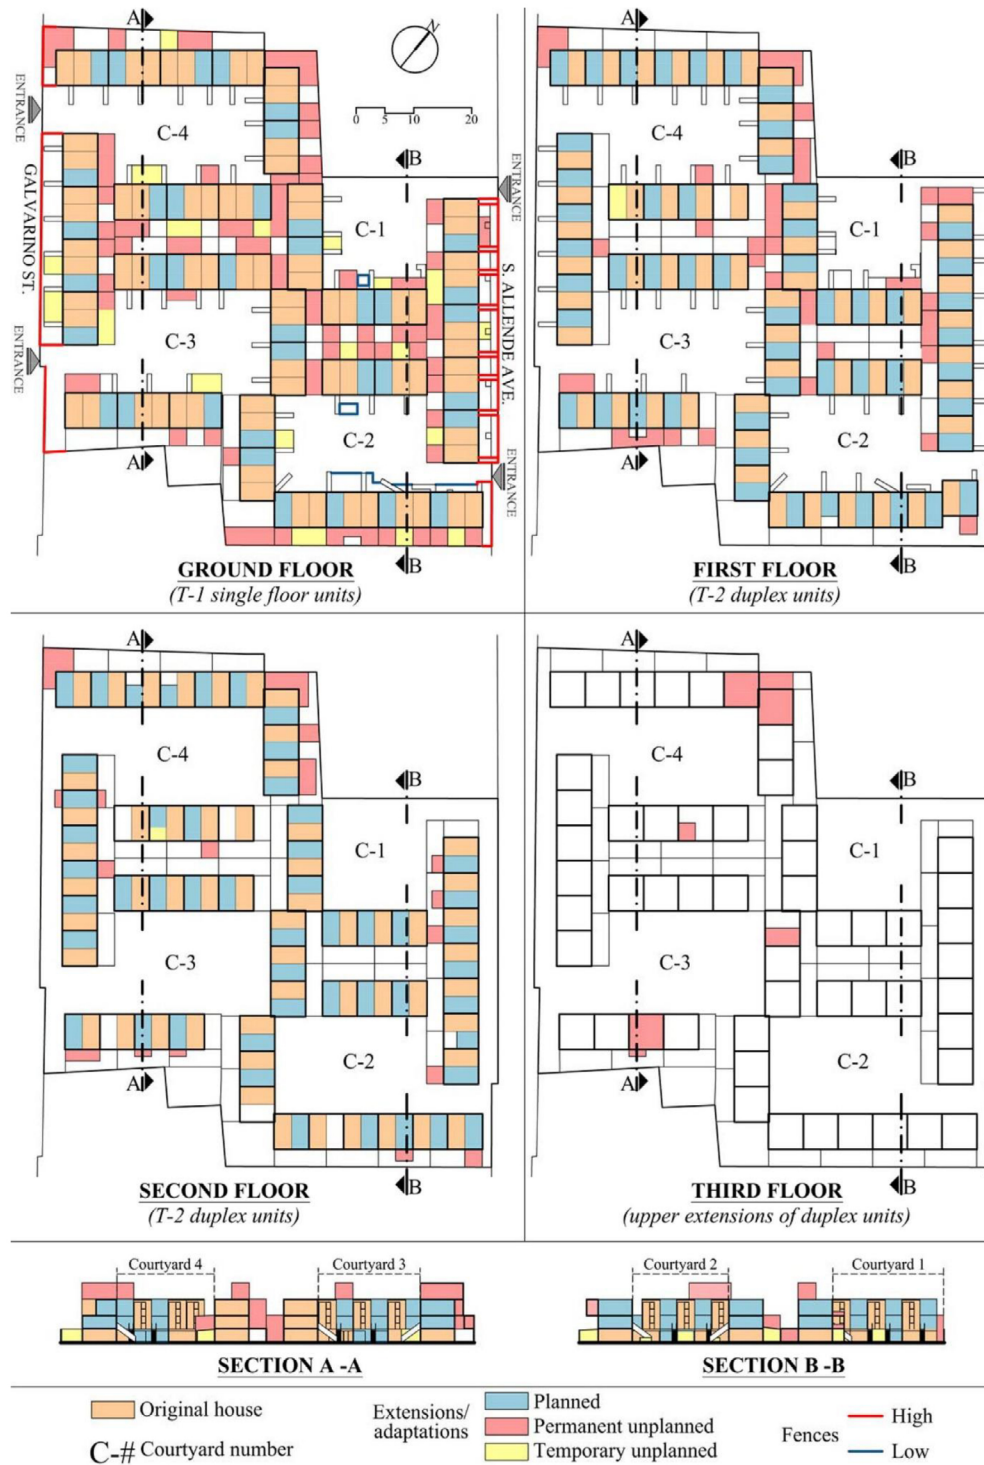 A
N
ENTRANCE
0 5 10 20
C-4
B
GALVARINO ST.
ENTRANCE
C-1
S. ALLENDE AVE.
C-3
ENTRANCE
C-2
A
ENTRANCE
B
GROUND FLOOR
(T-1 single floor units)
A
C-4
B
C-1
C-3
C-2
A
B
FIRST FLOOR
(T-2 duplex units)
A
C-4
B
C-1
C-3
C-2
A
B
SECOND FLOOR
(T-2 duplex units)
A
C-4
B
C-1
C-3
C-2
A
B
THIRD FLOOR
(upper extensions of duplex units)
Courtyard 4
Courtyard 3
SECTION A -A
Courtyard 2
Courtyard 1
SECTION B -B
Original house
C-# Courtyard number
Extensions/
adaptations
Planned
Permanent unplanned
Temporary unplanned
Fences
High
Low